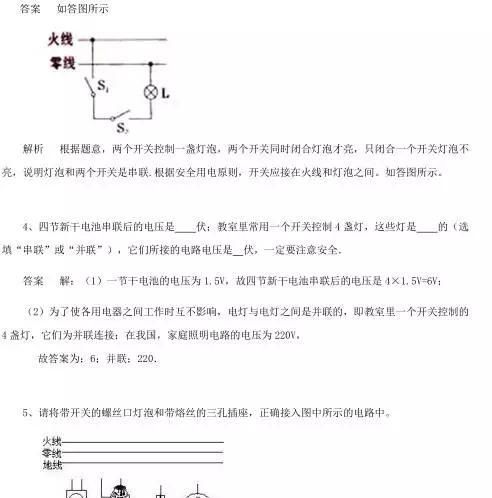 答案 如答图所示
火线
零线
S₁
L
S₂
解析 根据题意，两个开关控制一盏灯泡，两个开关同时闭合灯泡才亮，只闭合一个开关灯泡不
亮，说明灯泡和两个开关是串联.根据安全用电原则，开关应接在火线和灯泡之间。如答图所示。
4、四节新干电池串联后的电压是____伏；教室里常用一个开关控制 4 盏灯，这些灯是____的（选
填“串联”或“并联”），它们所接的电路电压是__伏，一定要注意安全.
答案 解：（1）一节干电池的电压为 1.5V，故四节新干电池串联后的电压是 4×1.5V=6V；
（2）为了使各用电器之间工作时互不影响，电灯与电灯之间是并联的，即教室里一个开关控制的
4 盏灯，它们为并联连接；在我国，家庭照明电路的电压为 220V。
故答案为：6；并联；220.
5、请将带开关的螺丝口灯泡和带熔丝的三孔插座，正确接入图中所示的电路中。
火线
零线
地线